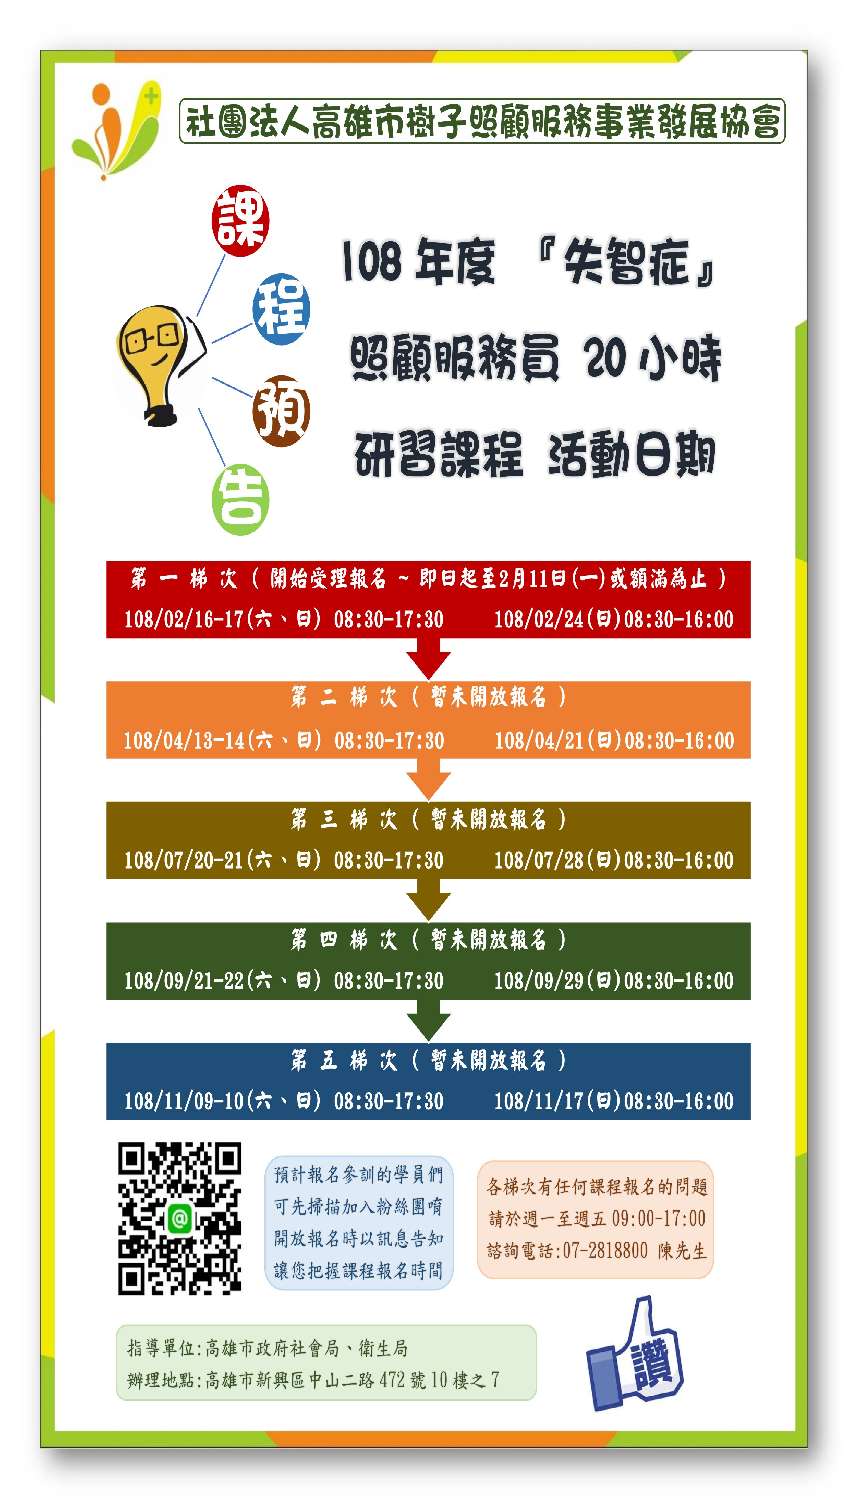 社團法人高雄市樹子照顧服務事業發展協會
課
程
預
告
108 年度 『失智症』
照顧服務員 20 小時
研習課程 活動日期
第 一 梯 次 ( 開始受理報名 ~ 即日起至2月11日(一)或額滿為止 )
108/02/16-17(六、日) 08:30-17:30 108/02/24(日)08:30-16:00
第 二 梯 次 ( 暫未開放報名 )
108/04/13-14(六、日) 08:30-17:30 108/04/21(日)08:30-16:00
第 三 梯 次 ( 暫未開放報名 )
108/07/20-21(六、日) 08:30-17:30 108/07/28(日)08:30-16:00
第 四 梯 次 ( 暫未開放報名 )
108/09/21-22(六、日) 08:30-17:30 108/09/29(日)08:30-16:00
第 五 梯 次 ( 暫未開放報名 )
108/11/09-10(六、日) 08:30-17:30 108/11/17(日)08:30-16:00
預計報名參訓的學員們
可先掃描加入粉絲團唷
開放報名時以訊息告知
讓您把握課程報名時間
各梯次有任何課程報名的問題
請於週一至週五 09:00-17:00
諮詢電話:07-2818800 陳先生
指導單位:高雄市政府社會局、衛生局
辦理地點:高雄市新興區中山二路 472 號 10 樓之 7
讚